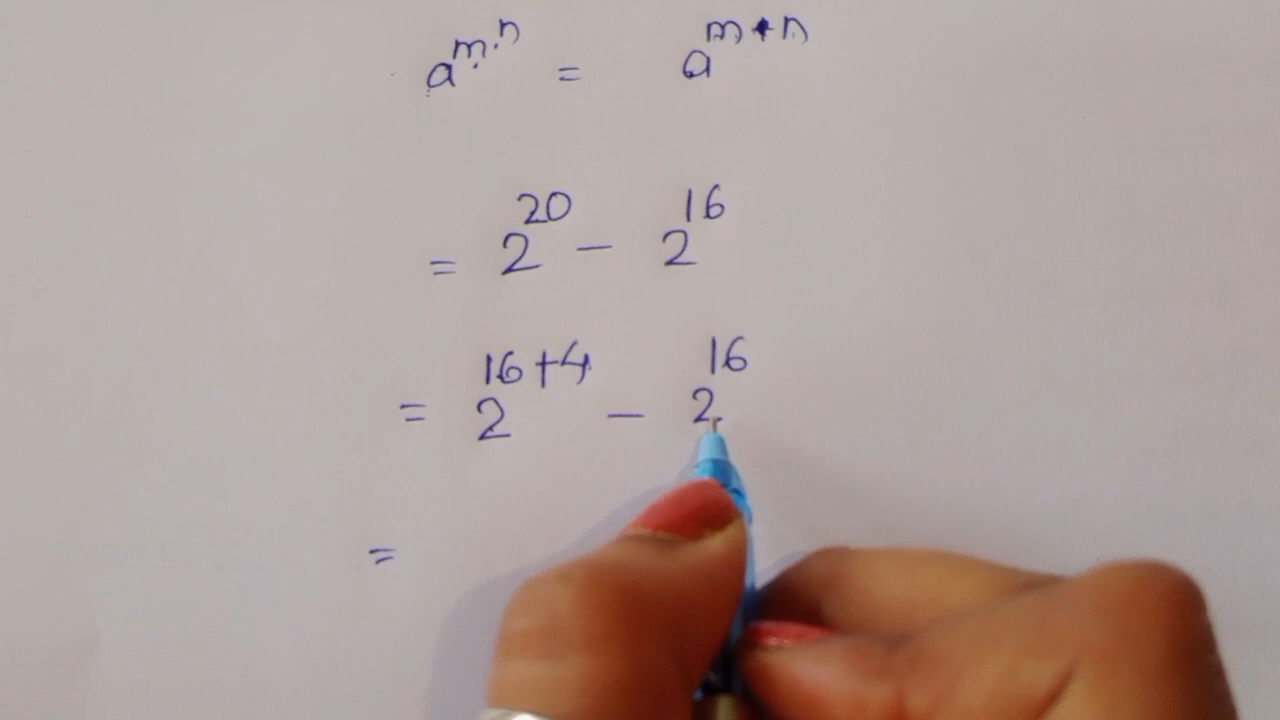 a^{m.n} = a^{m+n}
= 2^{20} - 2^{16}
= 2^{16+4} - 2^{16}
=